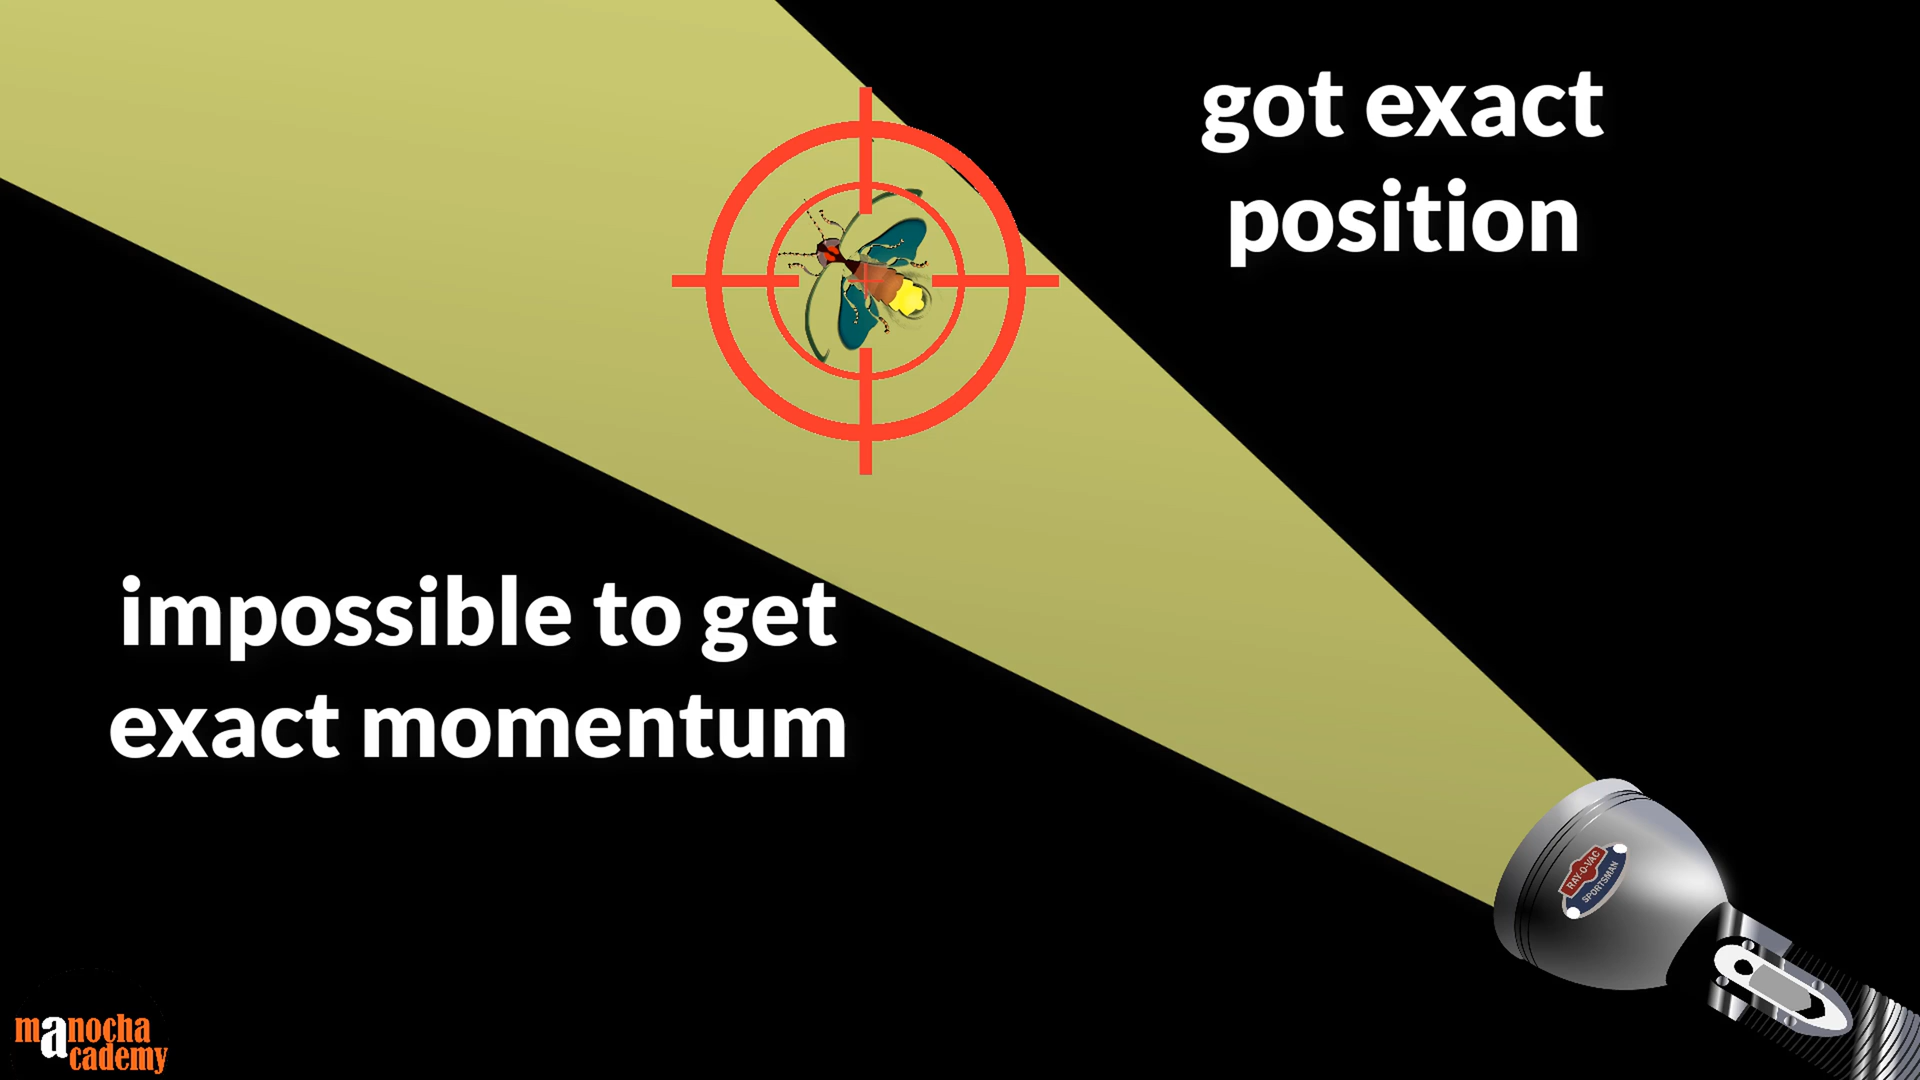 got exact
position
impossible to get
exact momentum
RAY-O-VAC
SPORTSMAN
manocha
academy